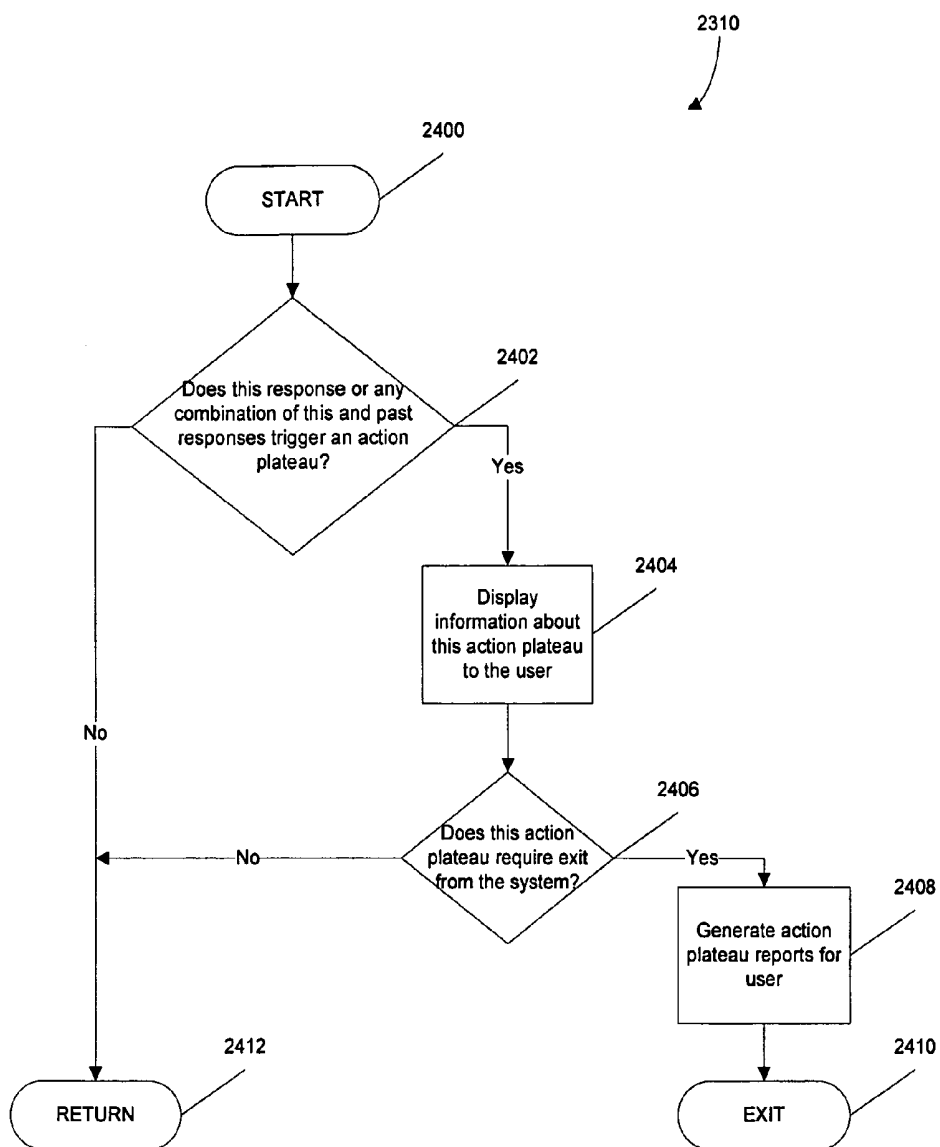 2310
2400
START
2402
Does this response or any
combination of this and past
responses trigger an action
plateau?
Yes
2404
Display
information about
this action plateau
to the user
No
2406
Does this action
plateau require exit
from the system?
No
Yes
2408
Generate action
plateau reports for
user
2412
RETURN
2410
EXIT